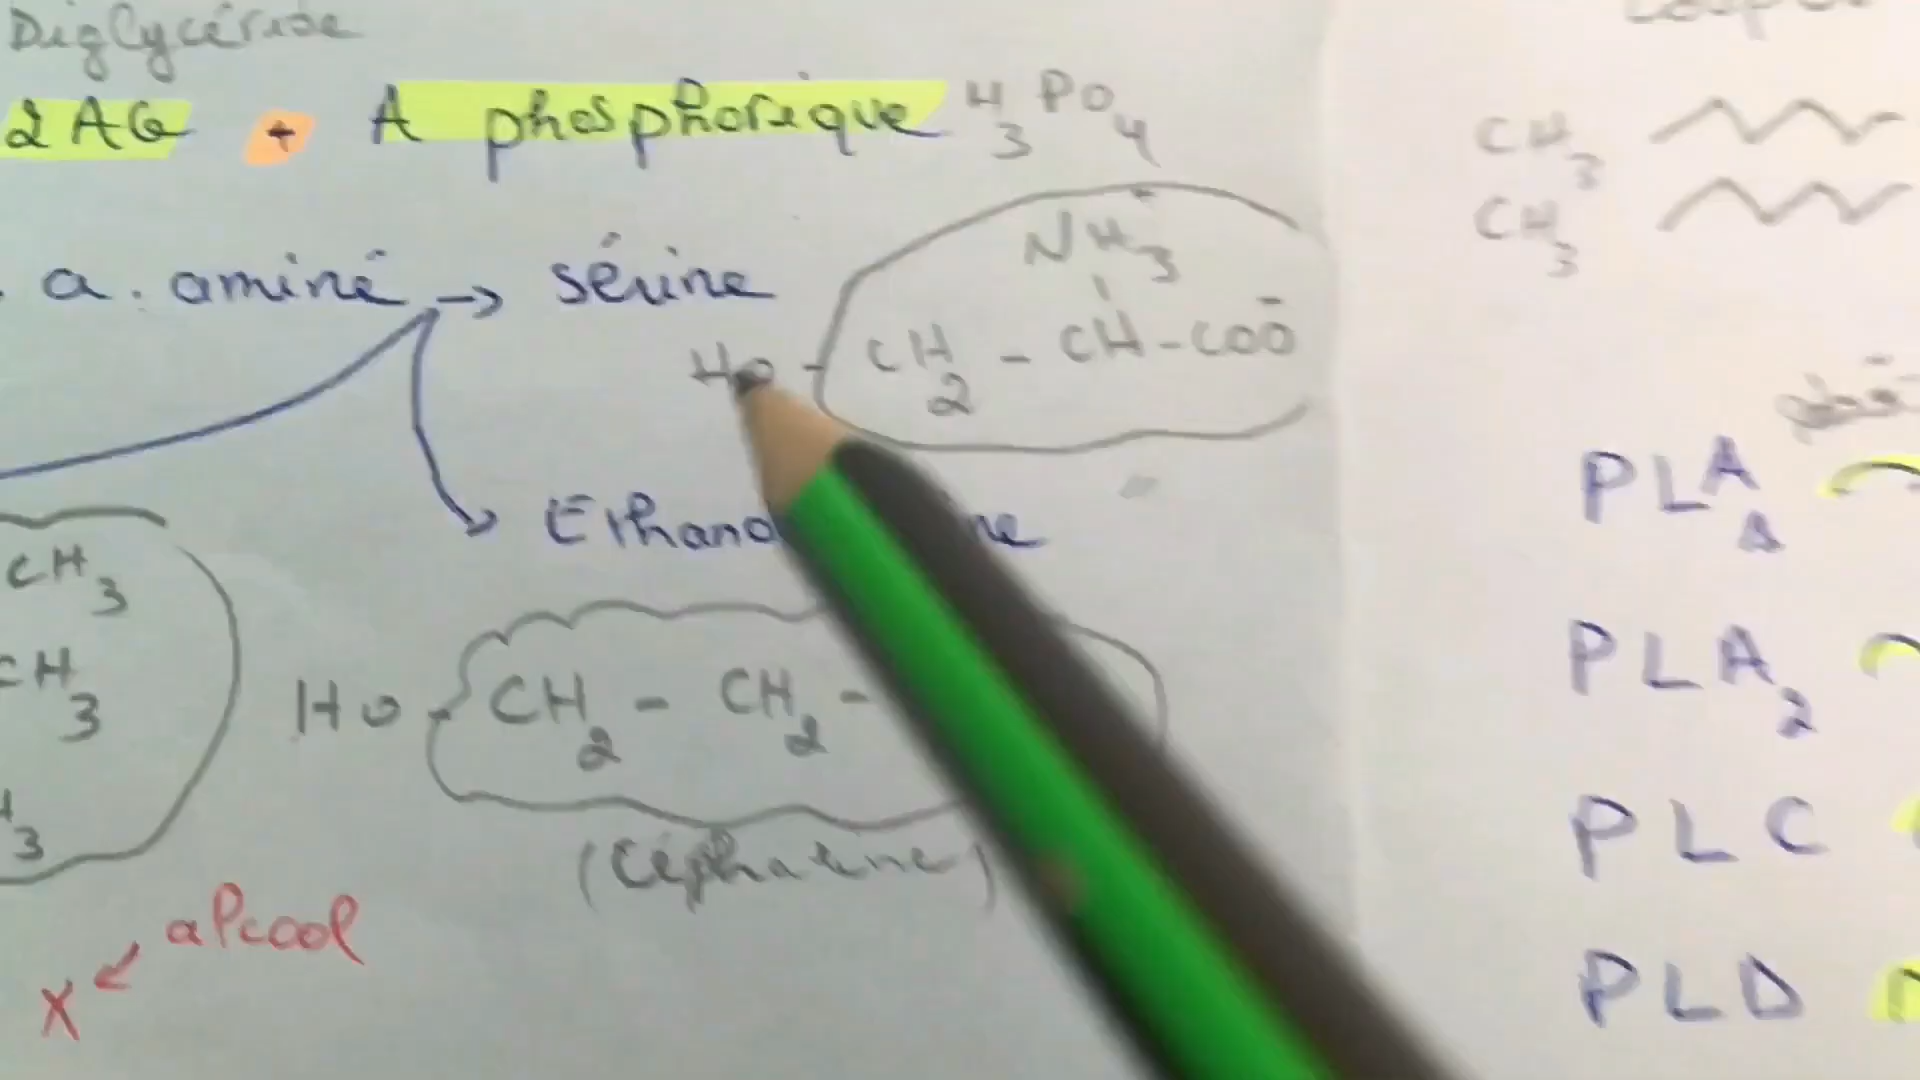 Diglycéride
2AG + A phosphorique H3PO4
a. aminé → sérine
NH3+
HO - CH2 - CH - COO-
CH3
CH3
HO - CH2 - CH2 -
(Céphaline)
alcool
X
CH3
CH3
PLA1
PLA2
PLC
PLD